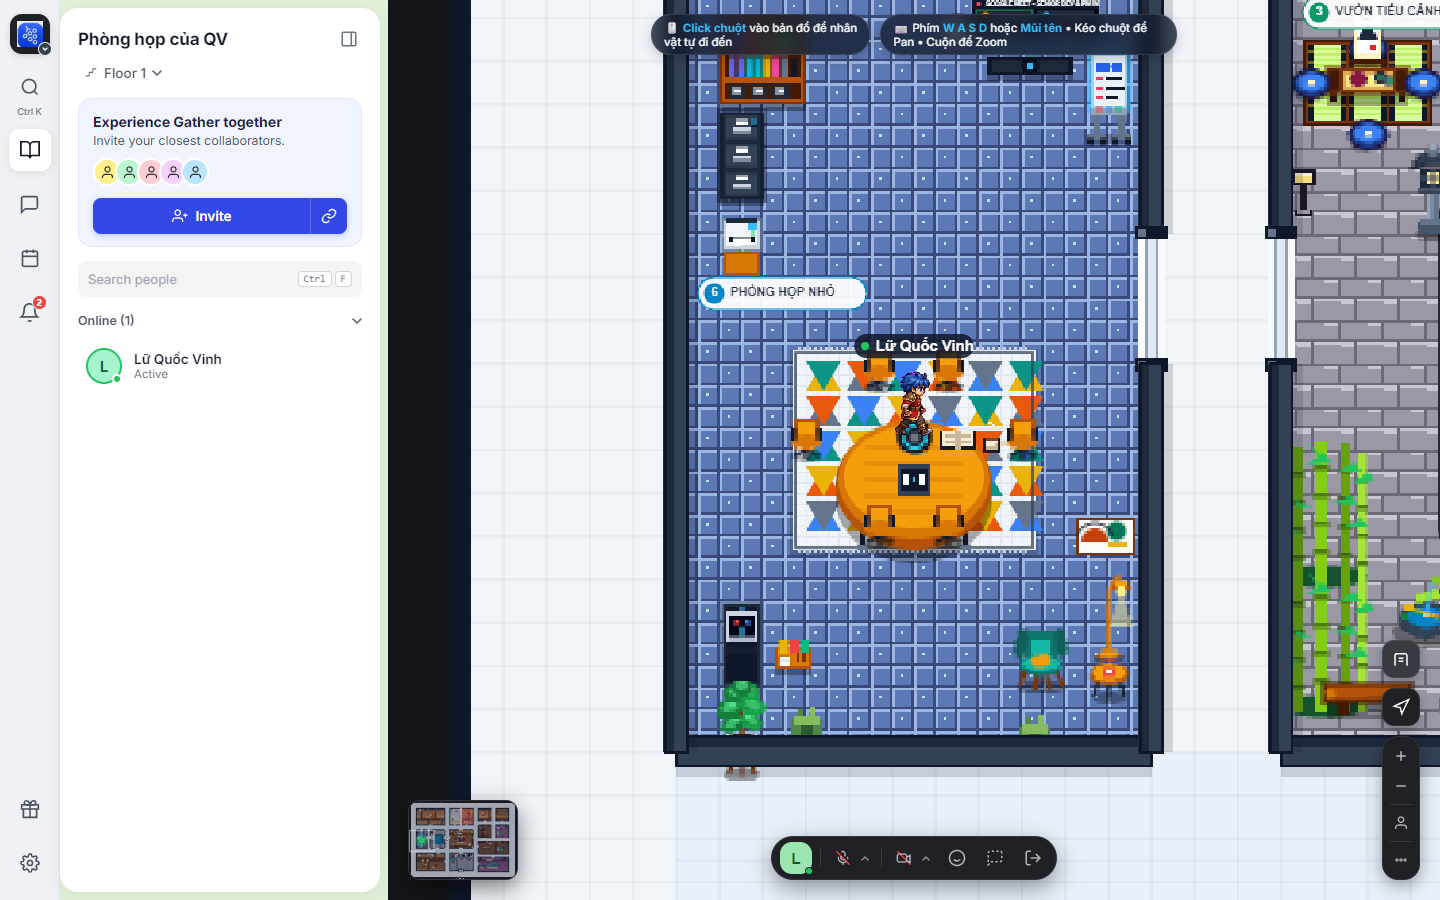 Phòng họp của QV
Floor 1
Ctrl K
Experience Gather together
Invite your closest collaborators.
Invite
Search people
Ctrl F
2
Online (1)
L
Lữ Quốc Vinh
Active
Click chuột vào bản đồ để nhân
vật tự đi đến
Phím W A S D hoặc Mũi tên • Kéo chuột để
Pan • Cuộn để Zoom
3 VƯỜN TIỂU CẢNH
6 PHÒNG HỌP NHỎ
Lữ Quốc Vinh
L